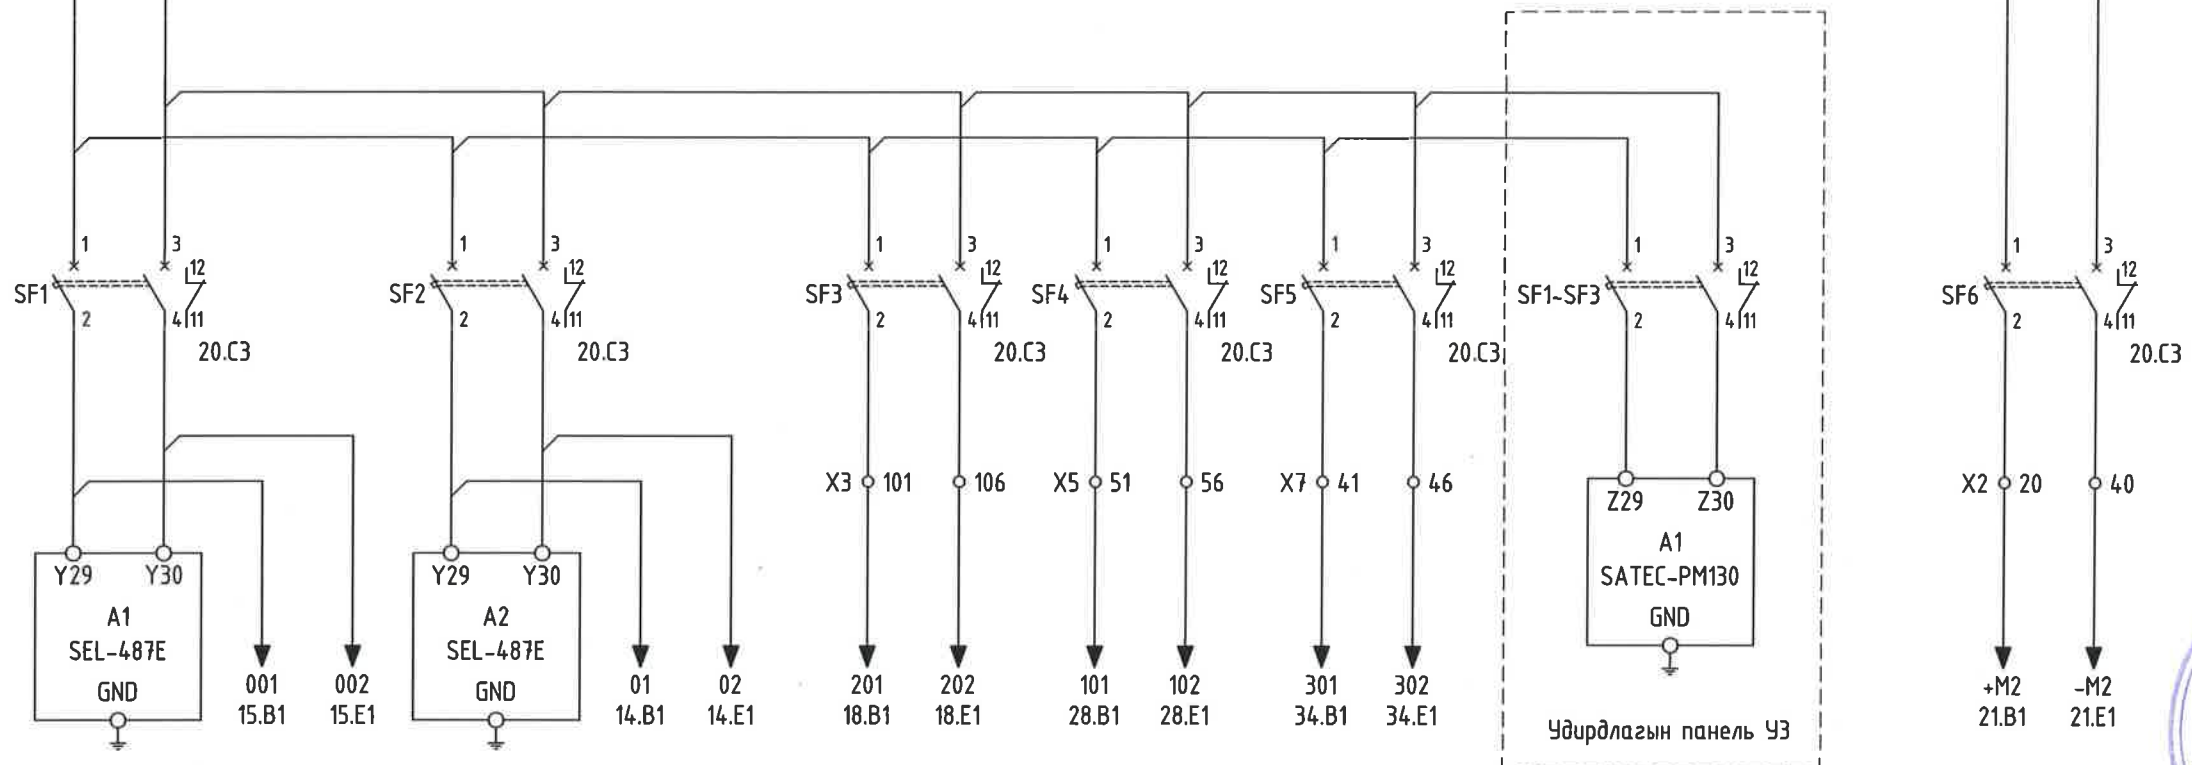 1 3 1 3 1 3 1 3 1 3 1 3 1 3
12 12 12 12 12 12 12
SF1 SF2 SF3 SF4 SF5 SF1~SF3 SF6
2 4 11 2 4 11 2 4 11 2 4 11 2 4 11 2 4 11 2 4 11
20.C3 20.C3 20.C3 20.C3 20.C3 20.C3
X3 101 106 X5 51 56 X7 41 46 X2 20 40
Z29 Z30
A1
SATEC-PM130
GND
Y29 Y30 Y29 Y30
A1 A2
SEL-487E SEL-487E
GND GND
001 002 01 02 201 202 101 102 301 302 +M2 -M2
15.B1 15.E1 14.B1 14.E1 18.B1 18.E1 28.B1 28.E1 34.B1 34.E1 21.B1 21.E1
Удирдлагын панель У3